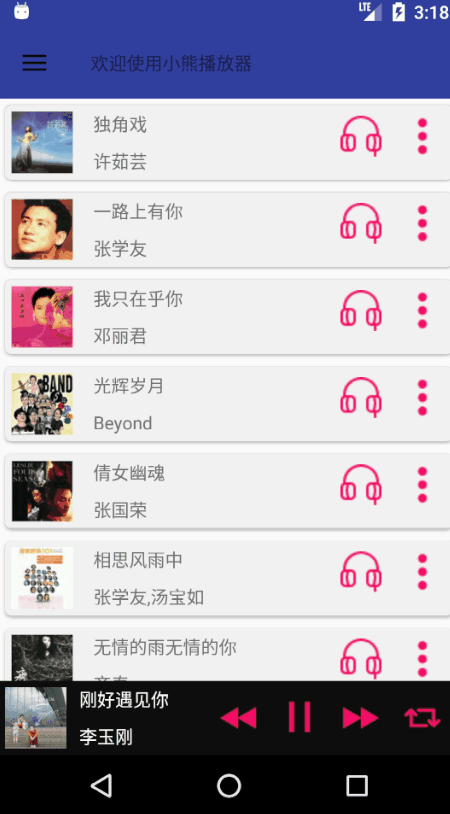 LTE 3:18
欢迎使用小熊播放器
独角戏
许茹芸
一路上有你
张学友
我只在乎你
邓丽君
BAND
光辉岁月
Beyond
倩女幽魂
张国荣
相思风雨中
张学友,汤宝如
无情的雨无情的你
刚好遇见你
李玉刚